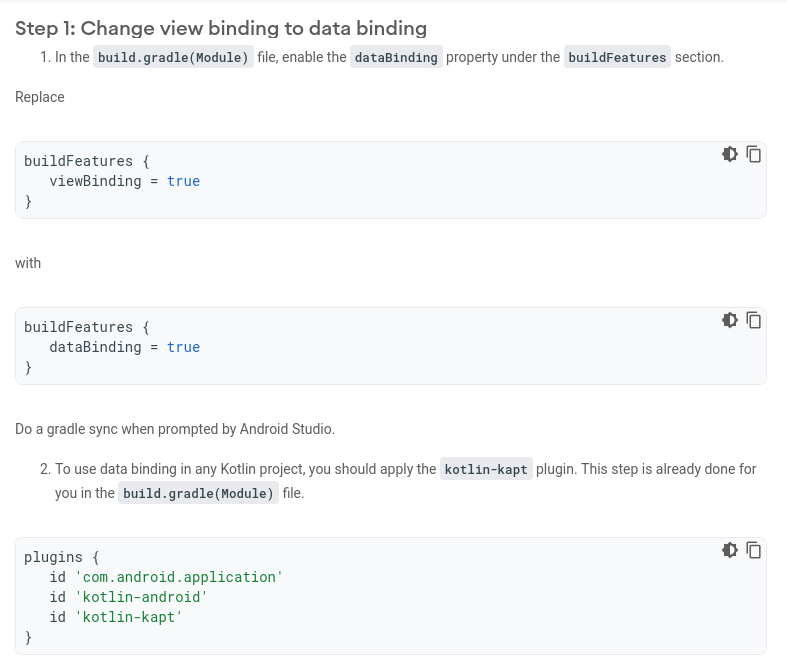 Step 1: Change view binding to data binding
1. In the build.gradle(Module) file, enable the dataBinding property under the buildFeatures section.
Replace
buildFeatures {
   viewBinding = true
}
with
buildFeatures {
   dataBinding = true
}
Do a gradle sync when prompted by Android Studio.
2. To use data binding in any Kotlin project, you should apply the kotlin-kapt plugin. This step is already done for
you in the build.gradle(Module) file.
plugins {
   id 'com.android.application'
   id 'kotlin-android'
   id 'kotlin-kapt'
}